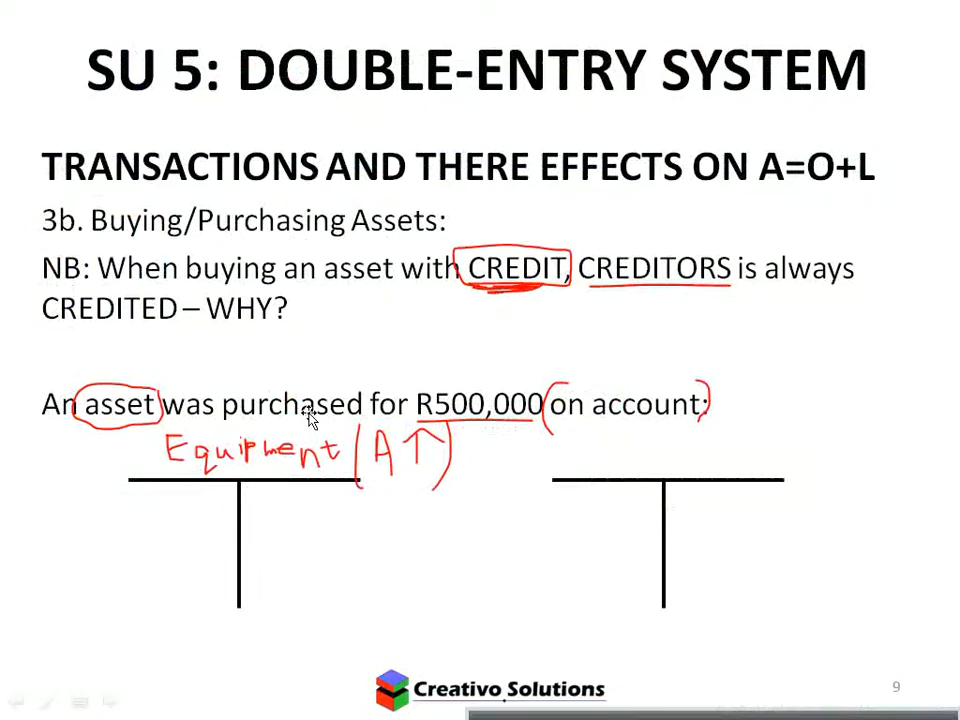 SU 5: DOUBLE-ENTRY SYSTEM
TRANSACTIONS AND THERE EFFECTS ON A=O+L
3b. Buying/Purchasing Assets:
NB: When buying an asset with CREDIT, CREDITORS is always
CREDITED – WHY?
An asset was purchased for R500,000 on account:
Equipment (A ↑)
Creativo Solutions
9